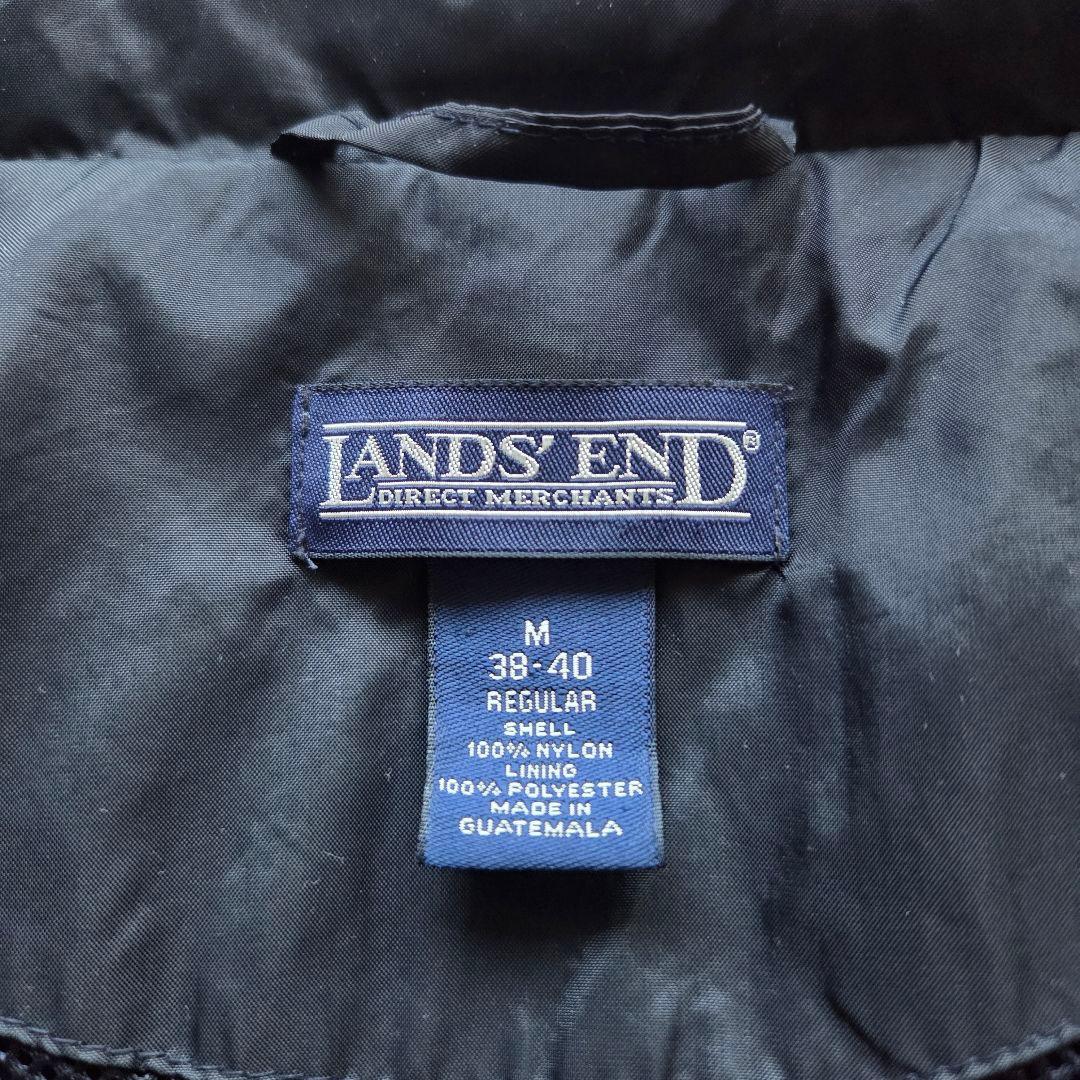 LANDS' END®
DIRECT MERCHANTS
M
38-40
REGULAR
SHELL
100% NYLON
LINING
100% POLYESTER
MADE IN
GUATEMALA